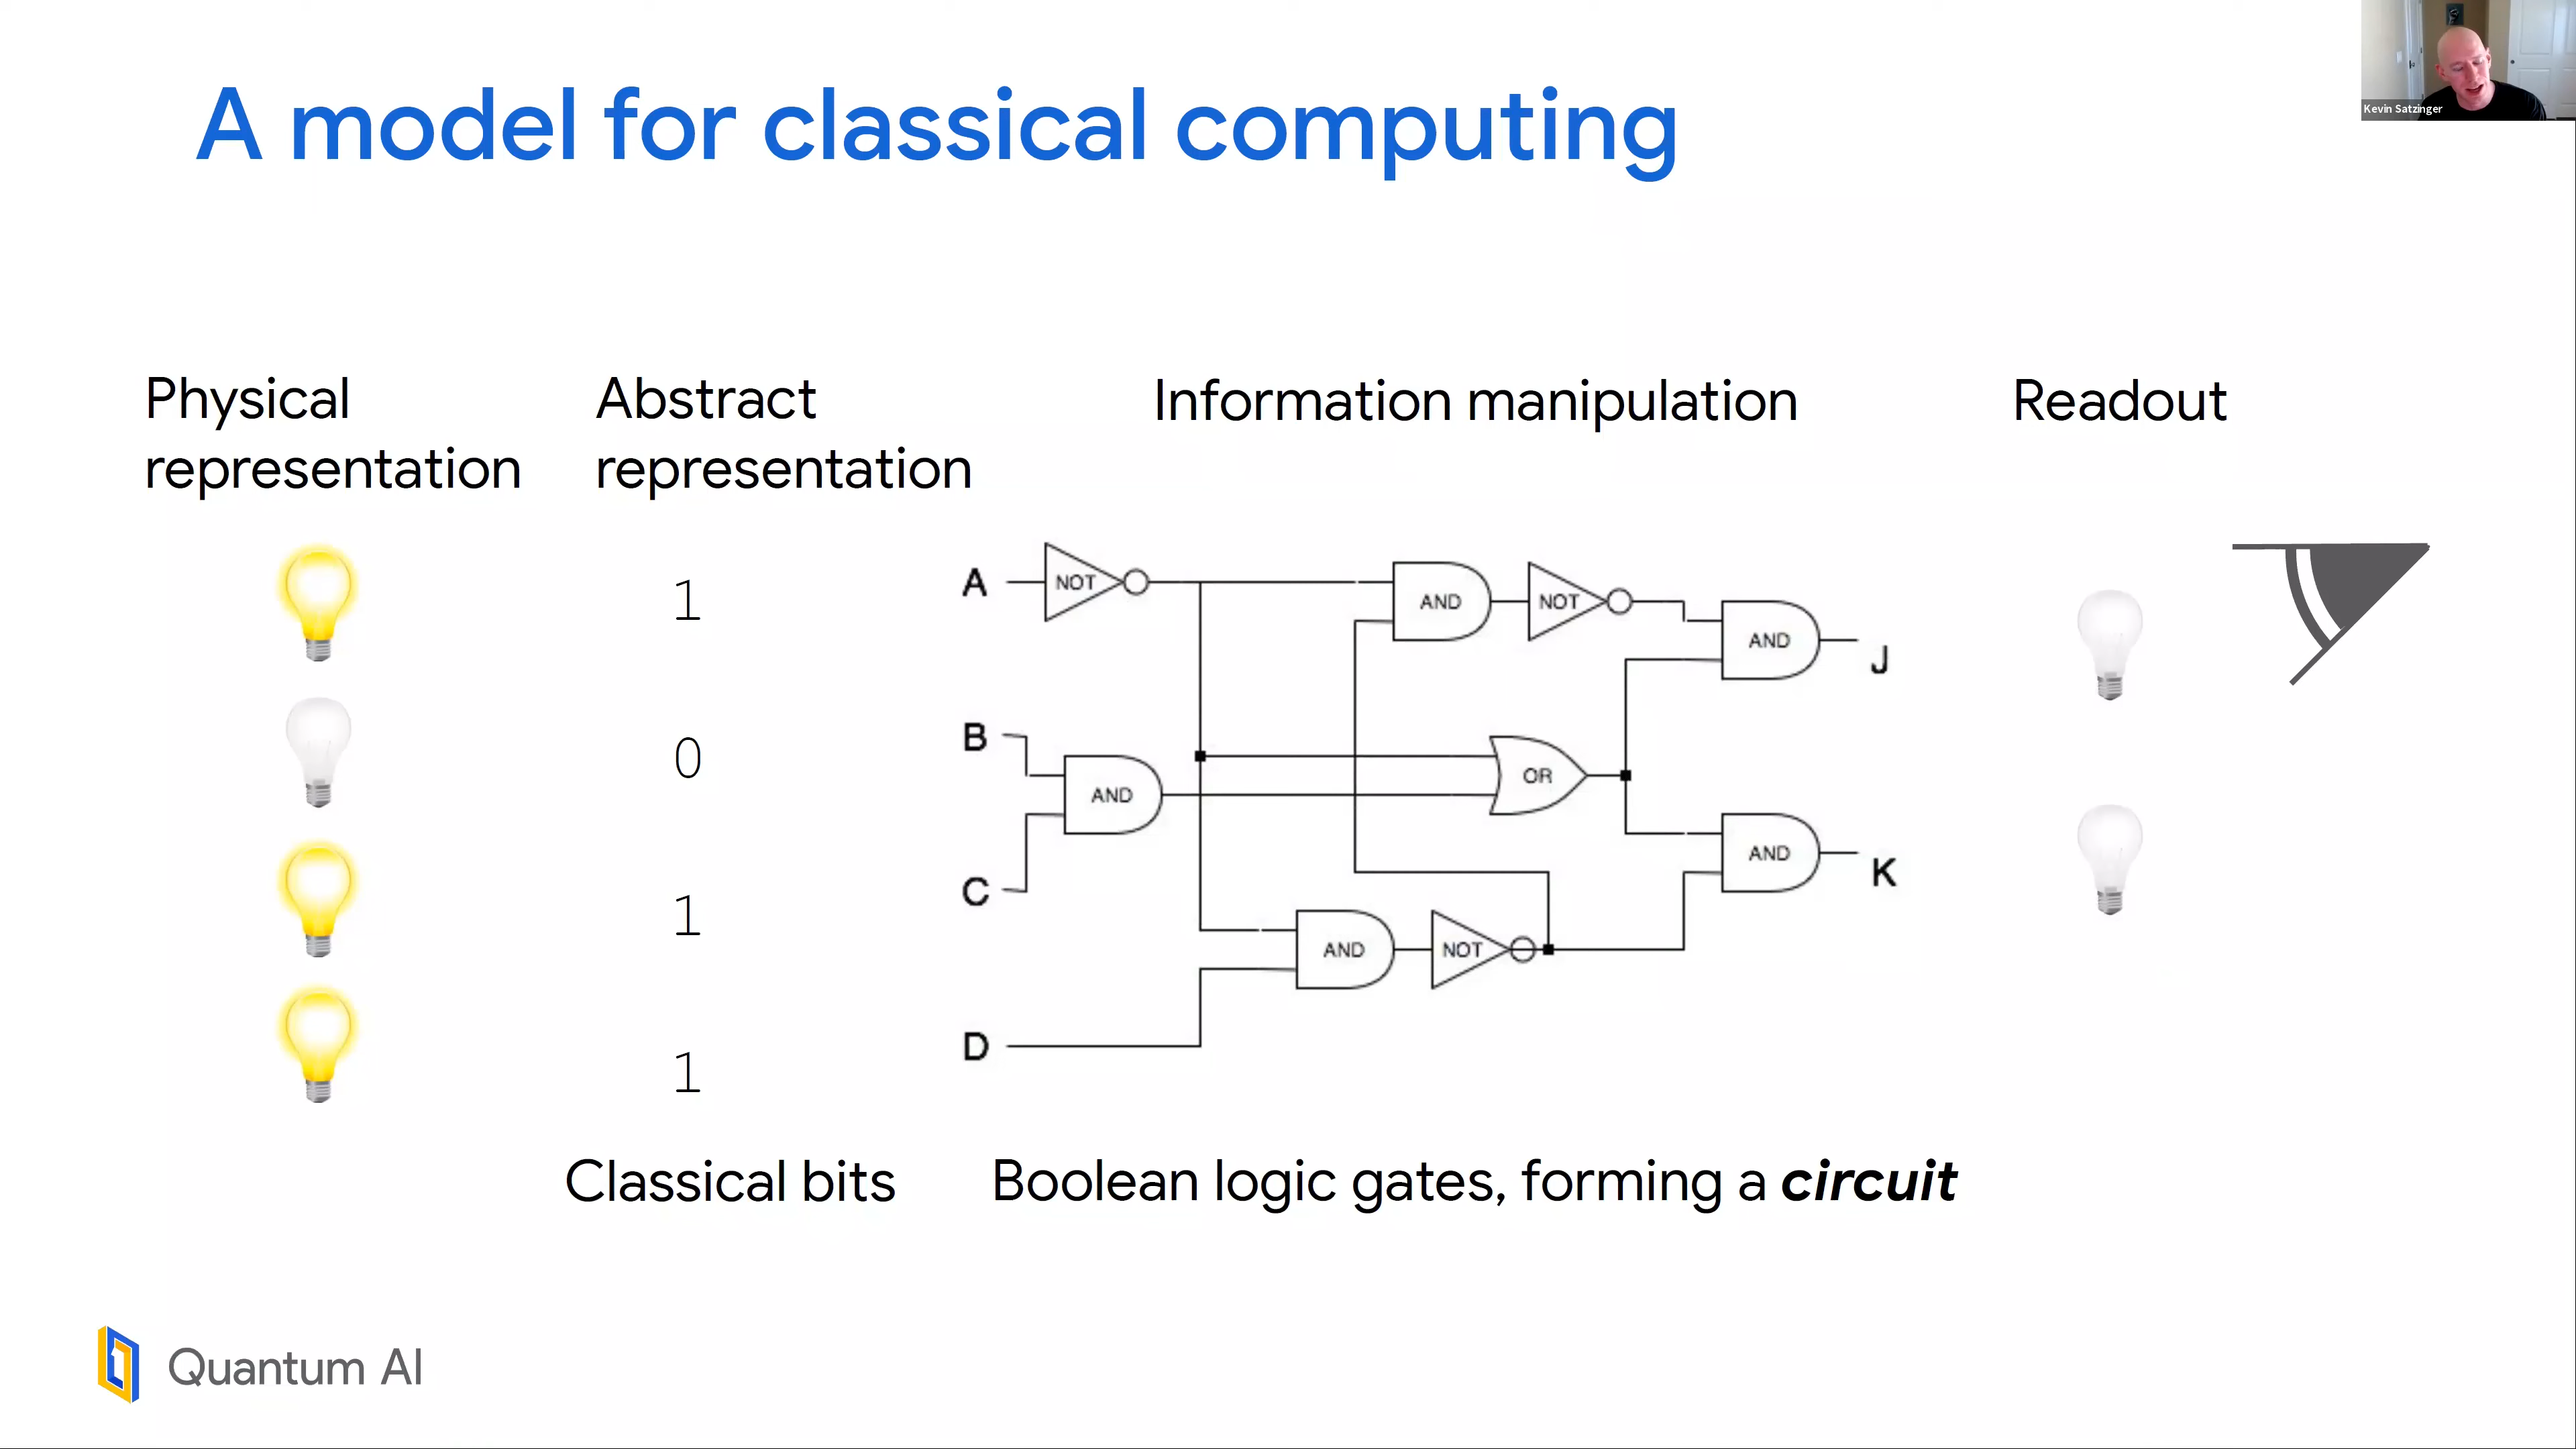 A model for classical computing
Kevin Satzinger
Physical
representation
Abstract
representation
Information manipulation
Readout
1
0
1
1
A
B
C
D
NOT
AND
NOT
AND
J
AND
OR
AND
K
AND
NOT
Classical bits
Boolean logic gates, forming a circuit
Quantum AI